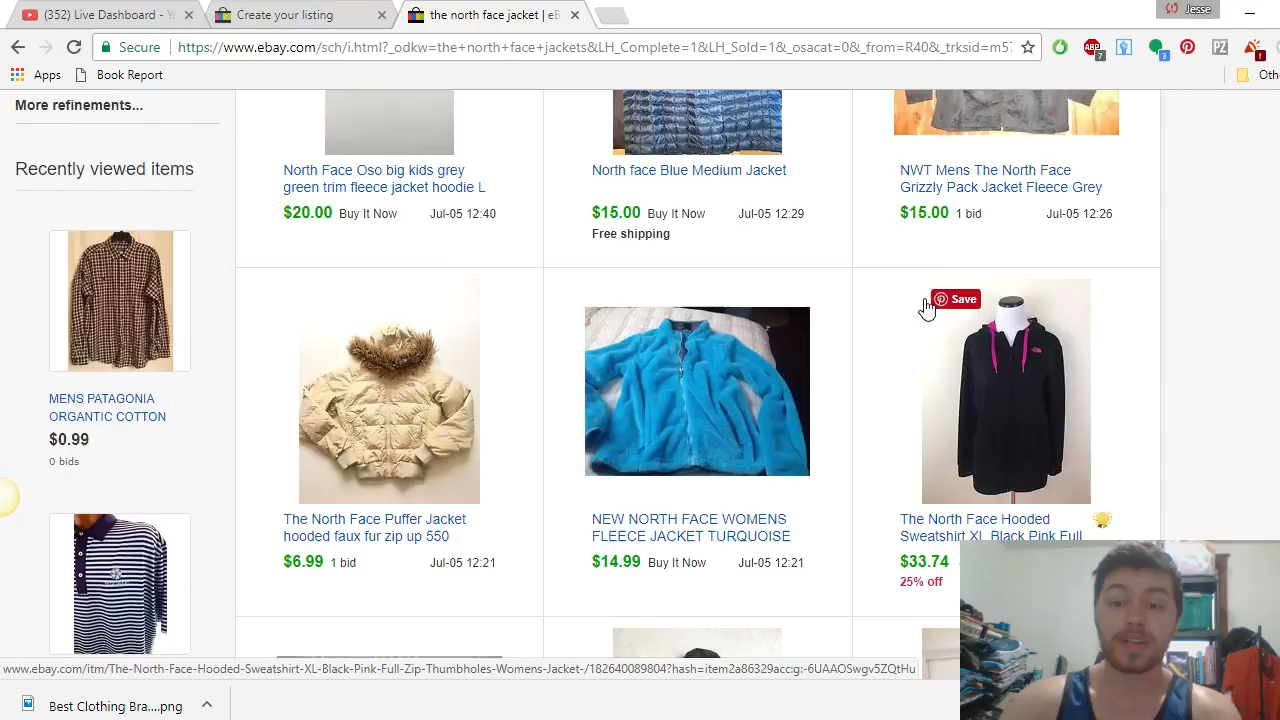 (352) Live Dashboard - Y
Create your listing
the north face jacket | eB
Jesse
Secure
https://www.ebay.com/sch/i.html?_odkw=the+north+face+jackets&LH_Complete=1&LH_Sold=1&_osacat=0&_from=R40&_trksid=m57
7
3
PZ
!
Apps
Book Report
Othe
More refinements...
Recently viewed items
North Face Oso big kids grey
green trim fleece jacket hoodie L
$20.00 Buy It Now Jul-05 12:40
North face Blue Medium Jacket
$15.00 Buy It Now Jul-05 12:29
Free shipping
NWT Mens The North Face
Grizzly Pack Jacket Fleece Grey
$15.00 1 bid Jul-05 12:26
MENS PATAGONIA
ORGANTIC COTTON
$0.99
0 bids
Save
The North Face Puffer Jacket
hooded faux fur zip up 550
$6.99 1 bid Jul-05 12:21
NEW NORTH FACE WOMENS
FLEECE JACKET TURQUOISE
$14.99 Buy It Now Jul-05 12:21
The North Face Hooded
Sweatshirt XL Black Pink Full
$33.74
25% off
www.ebay.com/itm/The-North-Face-Hooded-Sweatshirt-XL-Black-Pink-Full-Zip-Thumbholes-Womens-Jacket-/182640089804?hash=item2a86329accg:-6UAAOSwgv5ZQtHu
Best Clothing Bra....png